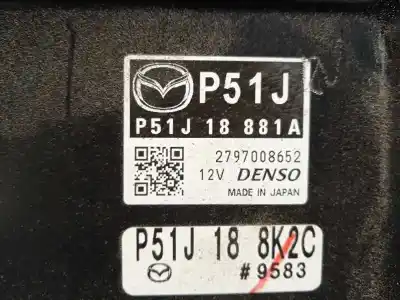 P51J
P51J 18 881A
2797008652
12V DENSO
MADE IN JAPAN
P51J 18 8K2C
#9583